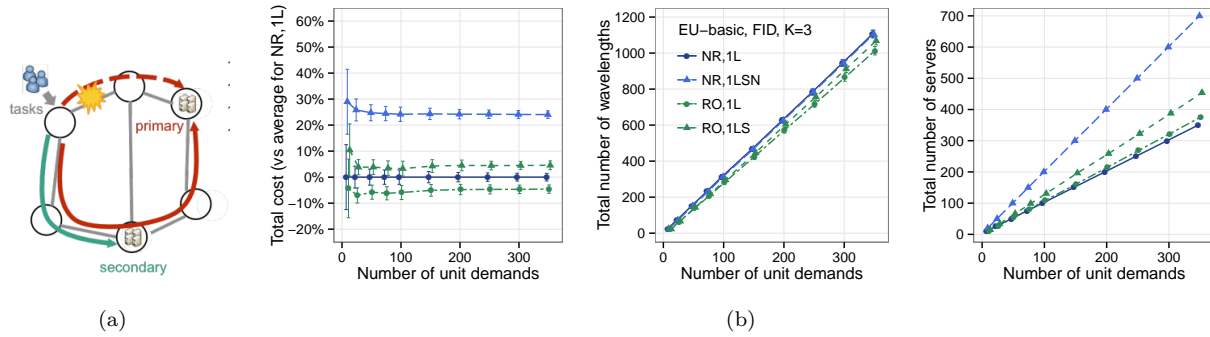 tasks
primary
secondary
(a)
Total cost (vs average for NR,1L)
60%
50%
40%
30%
20%
10%
0%
−10%
−20%
0 100 200 300
Number of unit demands
Total number of wavelengths
1200
1000
800
600
400
200
0
EU−basic, FID, K=3
NR,1L
NR,1LSN
RO,1L
RO,1LS
0 100 200 300
Number of unit demands
Total number of servers
700
600
500
400
300
200
100
0
0 100 200 300
Number of unit demands
(b)